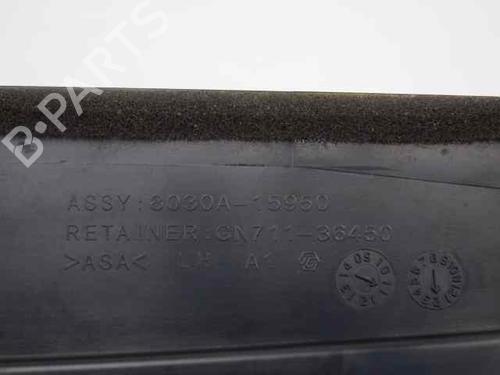 B-PARTS
ASSY:8030A-15950
RETAINER:GN711-36450
>ASA< LH A1